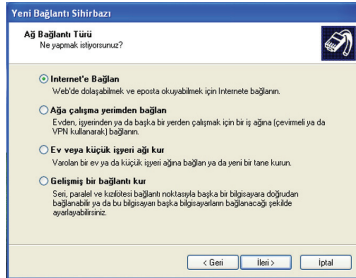 Yeni Bağlantı Sihirbazı
Ağ Bağlantı Türü
Ne yapmak istiyorsunuz?
Internet'e Bağlan
Web'de dolaşabilmek ve eposta okuyabilmek için Internete bağlanın.
Ağa çalışma yerimden bağlan
Evden, işyerinden ya da başka bir yerden çalışmak için bir iş ağına (çevirmeli ya da
VPN kullanarak) bağlanın.
Ev veya küçük işyeri ağı kur
Varolan bir ev ya da küçük işyeri ağına bağlan ya da yeni bir tane kurun.
Gelişmiş bir bağlantı kur
Seri, paralel ve kızılötesi bağlantı noktasıyla başka bir bilgisayara doğrudan
bağlanabilir ya da bu bilgisayarı başka bilgisayarların bağlanacağı şekilde
ayarlayabilirsiniz.
< Geri
İleri >
İptal